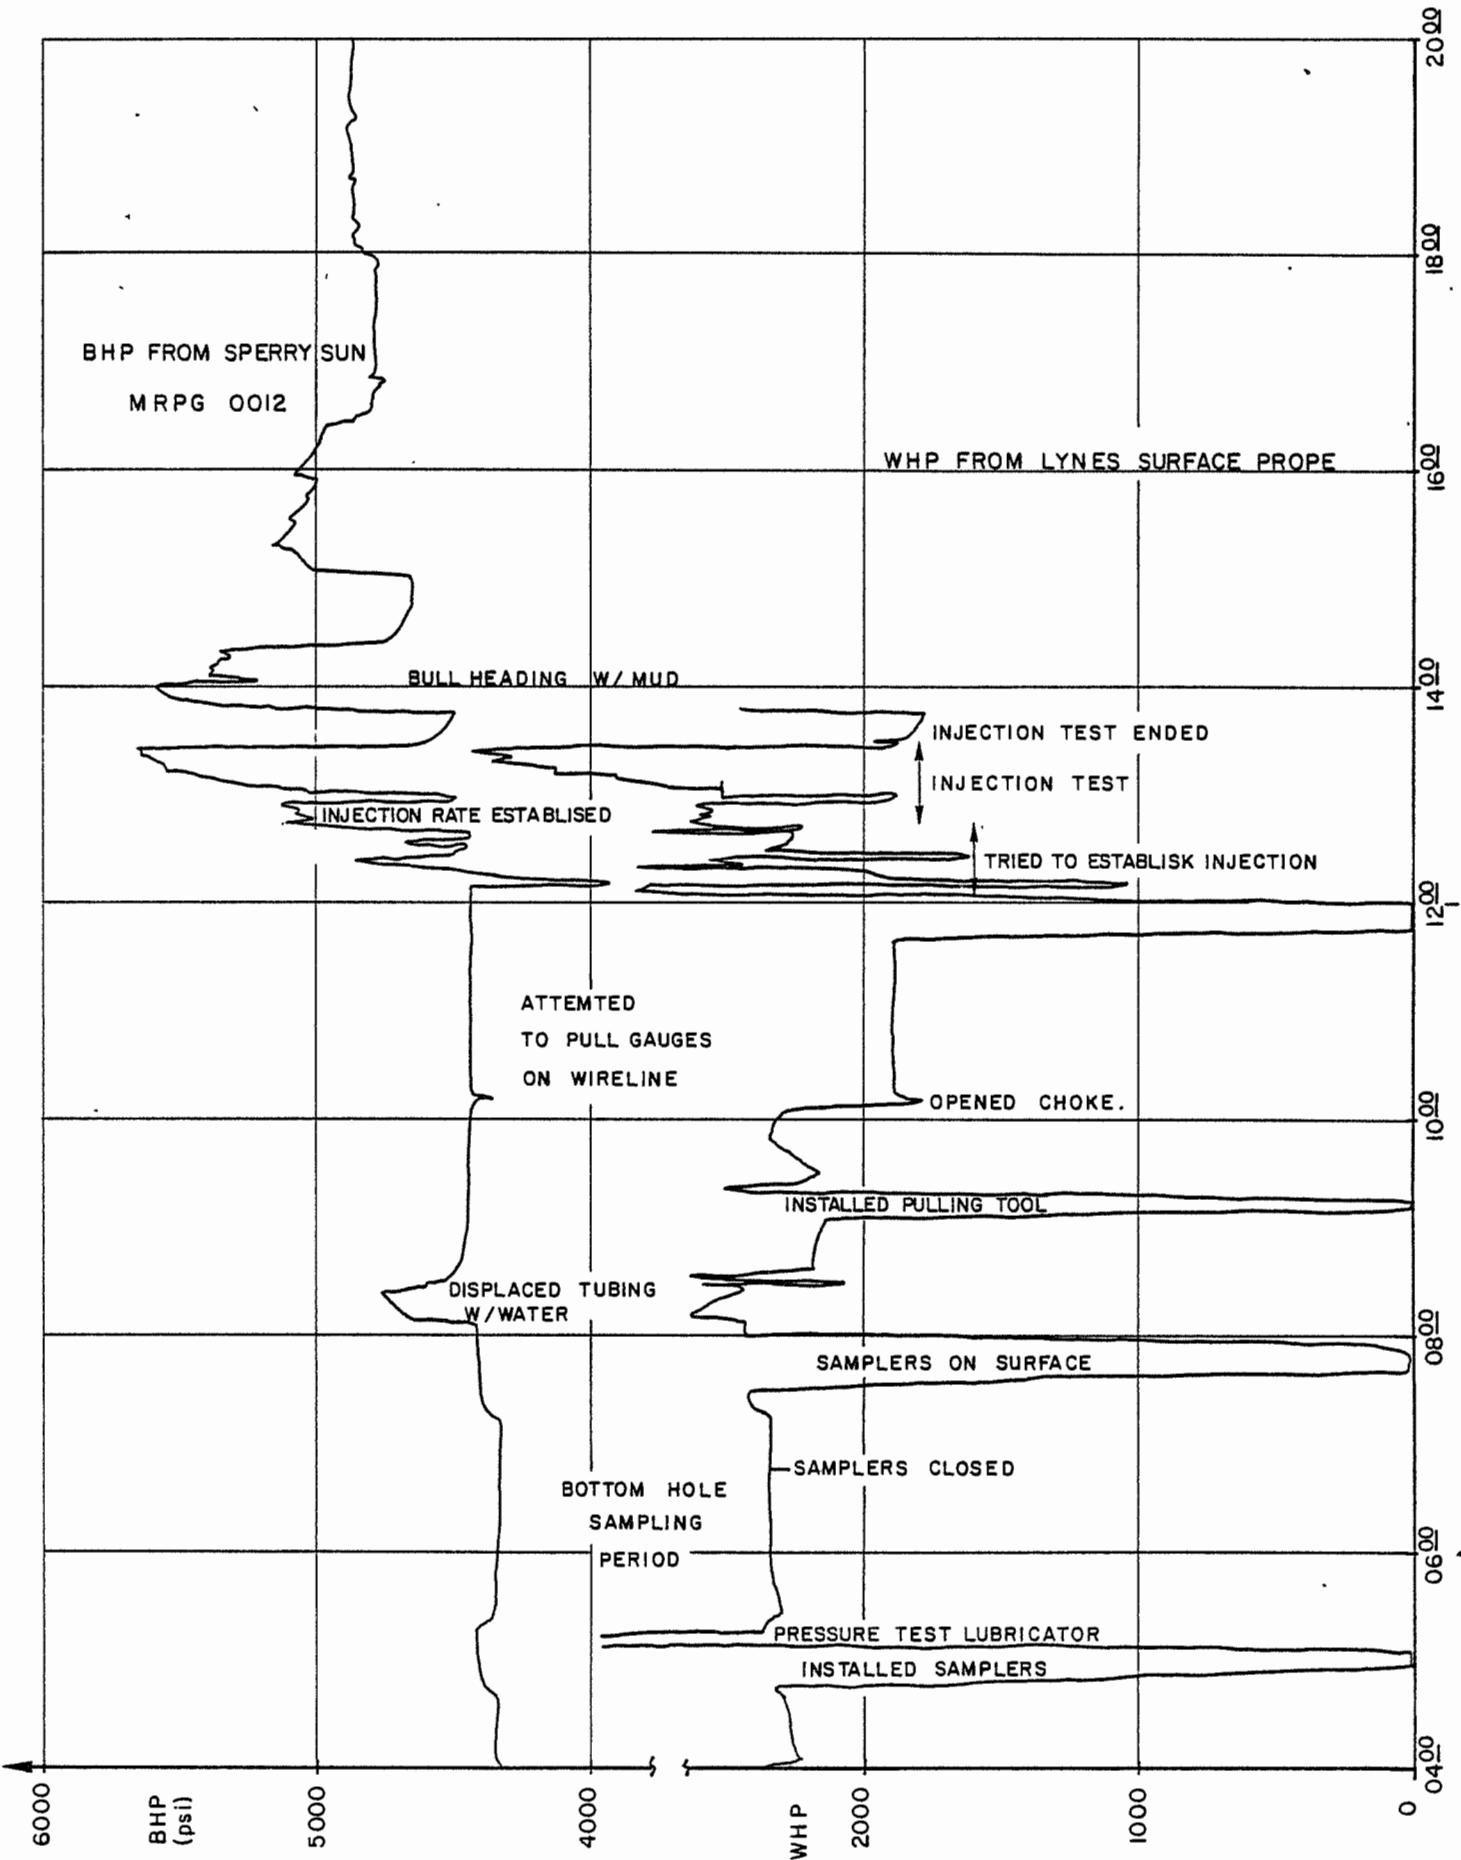 BHP FROM SPERRY SUN
MRPG 0012
WHP FROM LYNES SURFACE PROPE
BULL HEADING W/ MUD
INJECTION TEST ENDED
INJECTION TEST
INJECTION RATE ESTABLISED
TRIED TO ESTABLISK INJECTION
ATTEMTED
TO PULL GAUGES
ON WIRELINE
OPENED CHOKE.
INSTALLED PULLING TOOL
DISPLACED TUBING
W/WATER
SAMPLERS ON SURFACE
SAMPLERS CLOSED
BOTTOM HOLE
SAMPLING
PERIOD
PRESSURE TEST LUBRICATOR
INSTALLED SAMPLERS
6000
BHP
(psi)
5000
4000
WHP
2000
1000
0
0400
0600
0800
1000
1200
1400
1600
1800
2000